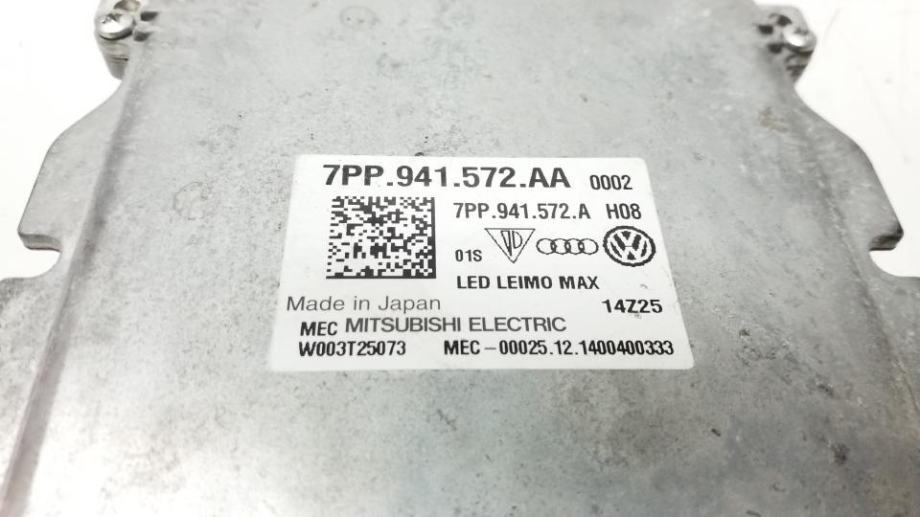 7PP.941.572.AA 0002
7PP.941.572.A H08
01S
LED LEIMO MAX
Made in Japan 14Z25
MEC MITSUBISHI ELECTRIC
W003T25073 MEC-00025.12.1400400333